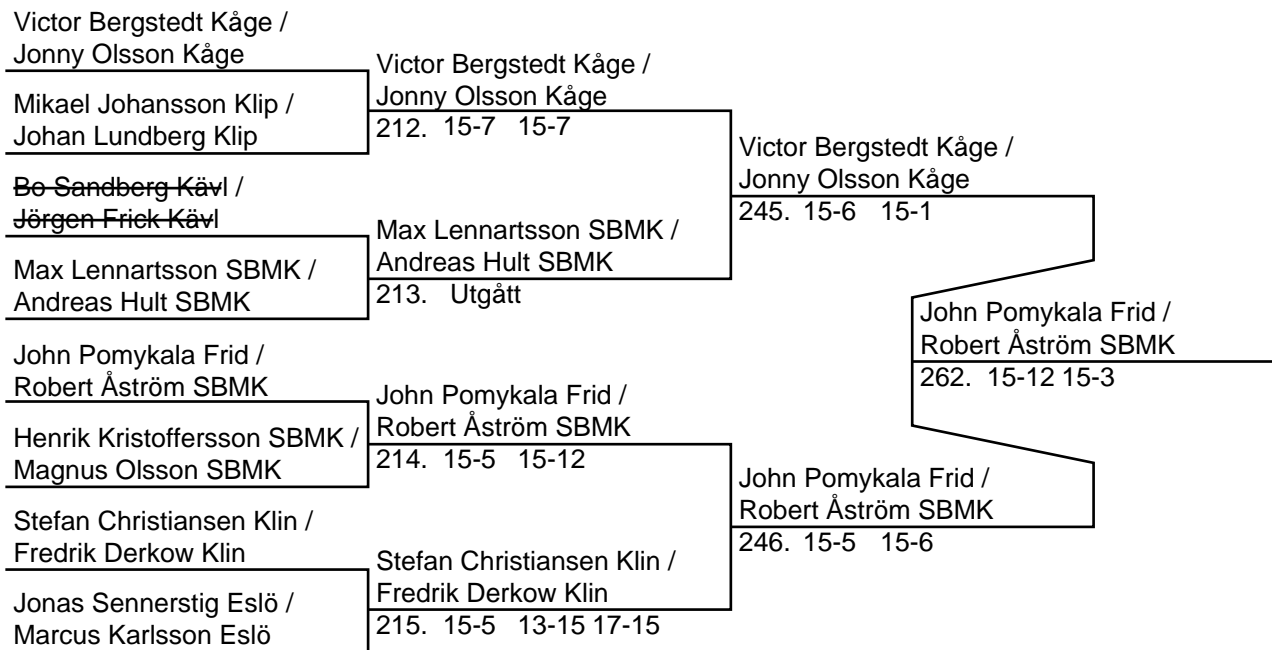 Victor Bergstedt Kåge /
Jonny Olsson Kåge
Mikael Johansson Klip /
Johan Lundberg Klip
Bo Sandberg Kävl /
Jörgen Frick Kävl
Max Lennartsson SBMK /
Andreas Hult SBMK
John Pomykala Frid /
Robert Åström SBMK
Henrik Kristoffersson SBMK /
Magnus Olsson SBMK
Stefan Christiansen Klin /
Fredrik Derkow Klin
Jonas Sennerstig Eslö /
Marcus Karlsson Eslö
Victor Bergstedt Kåge /
Jonny Olsson Kåge
212. 15-7 15-7
Max Lennartsson SBMK /
Andreas Hult SBMK
213. Utgått
John Pomykala Frid /
Robert Åström SBMK
214. 15-5 15-12
Stefan Christiansen Klin /
Fredrik Derkow Klin
215. 15-5 13-15 17-15
Victor Bergstedt Kåge /
Jonny Olsson Kåge
245. 15-6 15-1
John Pomykala Frid /
Robert Åström SBMK
246. 15-5 15-6
John Pomykala Frid /
Robert Åström SBMK
262. 15-12 15-3